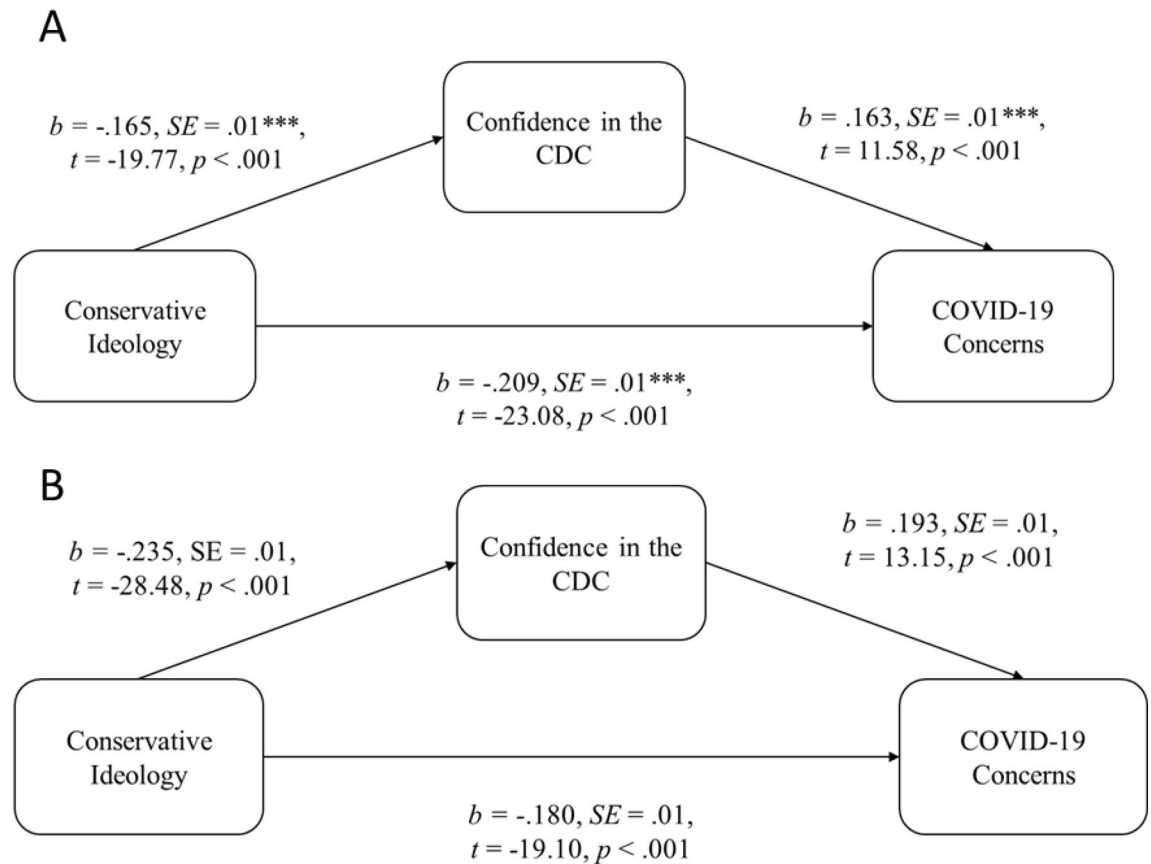 A
b = -.165, SE = .01***,
t = -19.77, p < .001
Confidence in the
CDC
b = .163, SE = .01***,
t = 11.58, p < .001
Conservative
Ideology
COVID-19
Concerns
b = -.209, SE = .01***,
t = -23.08, p < .001
B
b = -.235, SE = .01,
t = -28.48, p < .001
Confidence in the
CDC
b = .193, SE = .01,
t = 13.15, p < .001
Conservative
Ideology
COVID-19
Concerns
b = -.180, SE = .01,
t = -19.10, p < .001